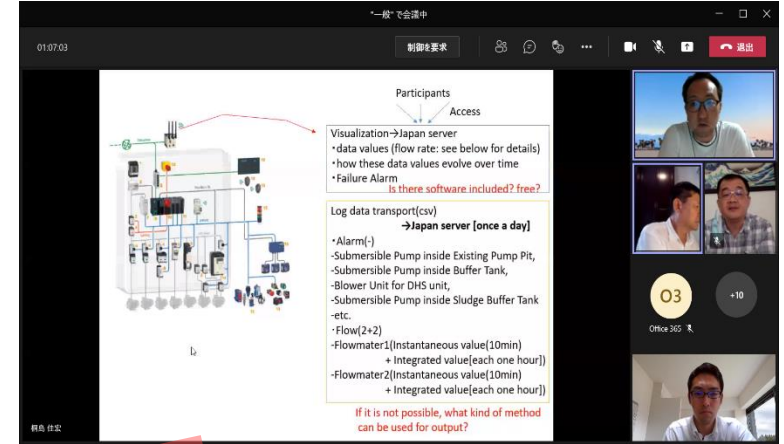 "一般" で会議中
01:07:03
制御を要求
退出
Participants
Access
Visualization→Japan server
・data values (flow rate: see below for details)
・how these data values evolve over time
・Failure Alarm
Is there software included? free?
Log data transport(csv)
→Japan server [once a day]
・Alarm(-)
-Submersible Pump inside Existing Pump Pit,
-Submersible Pump inside Buffer Tank,
-Blower Unit for DHS unit,
-Submersible Pump inside Sludge Buffer Tank
-etc.
・Flow(2+2)
-Flowmater1(Instantaneous value(10min)
+ Integrated value[each one hour])
-Flowmater2(Instantaneous value(10min)
+ Integrated value[each one hour])
If it is not possible, what kind of method
can be used for output?
O3
+10
Office 365
桐島 佳宏